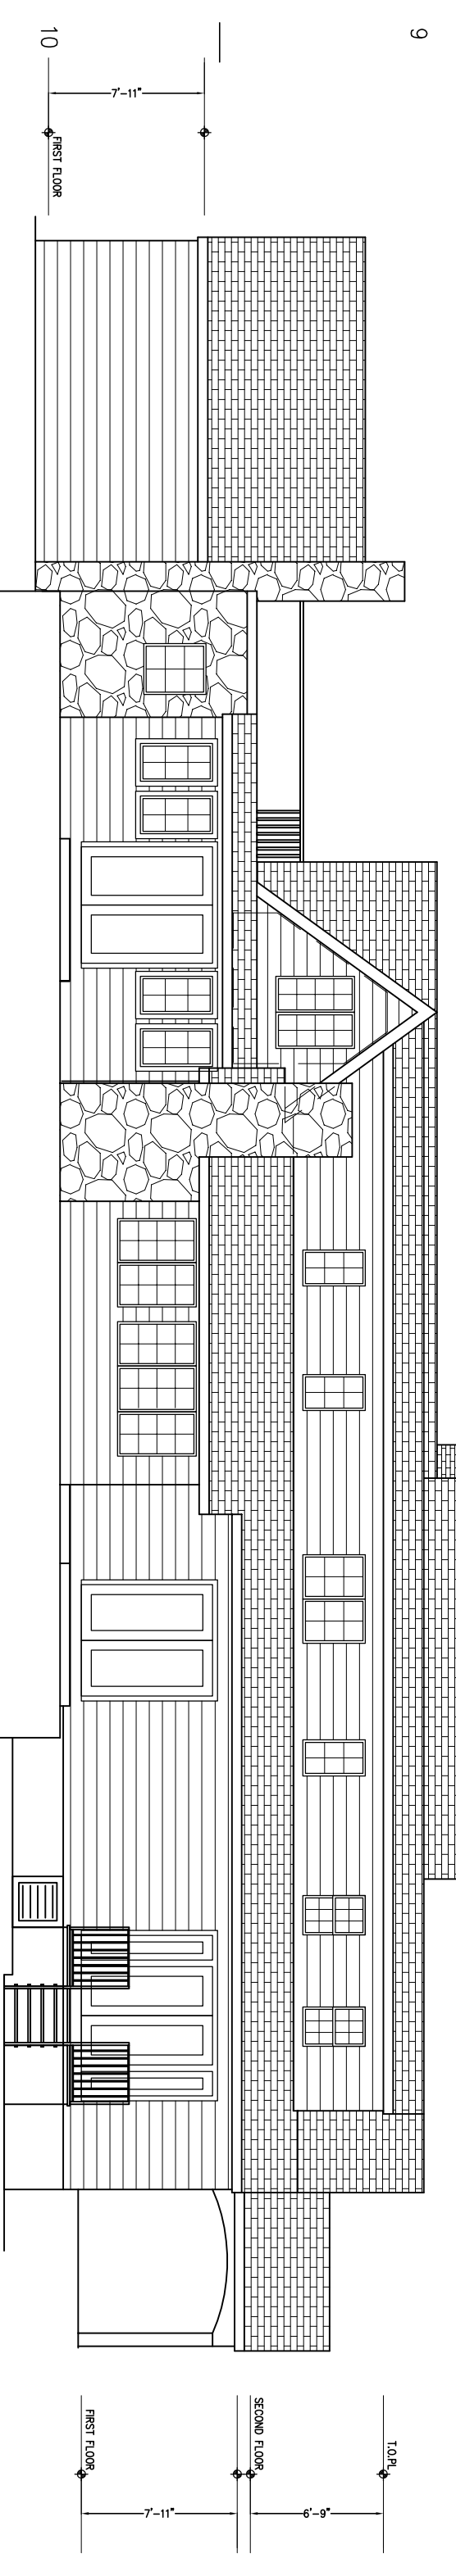 9
10
7'-11"
FIRST FLOOR
T.O.PL
6'-9"
SECOND FLOOR
7'-11"
FIRST FLOOR